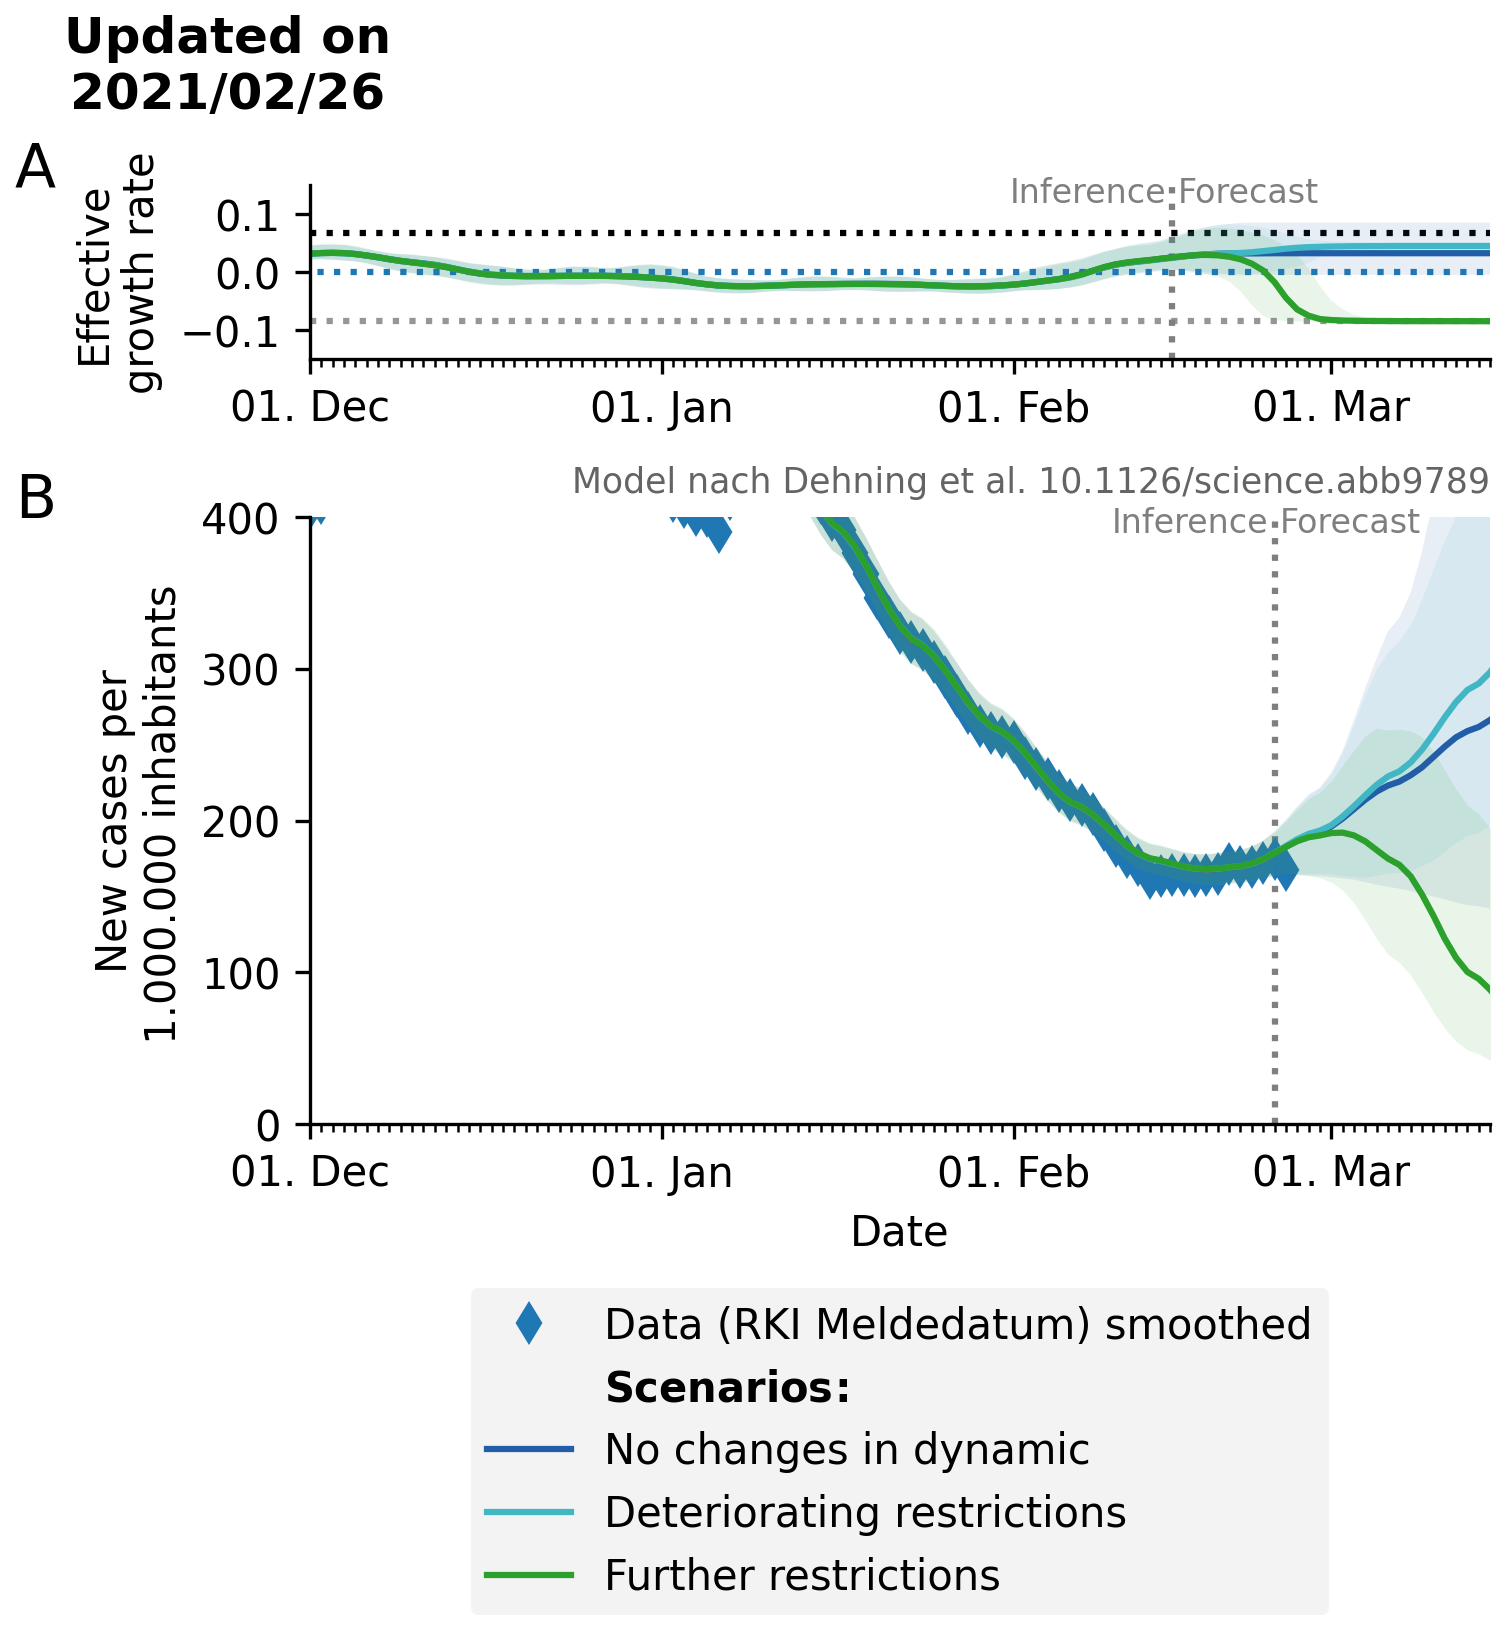 Updated on
2021/02/26
A
Effective
growth rate
0.1
0.0
−0.1
Inference
Forecast
01. Dec
01. Jan
01. Feb
01. Mar
B
Model nach Dehning et al. 10.1126/science.abb9789
Inference
Forecast
New cases per
1.000.000 inhabitants
400
300
200
100
0
01. Dec
01. Jan
01. Feb
01. Mar
Date
Data (RKI Meldedatum) smoothed
Scenarios:
No changes in dynamic
Deteriorating restrictions
Further restrictions